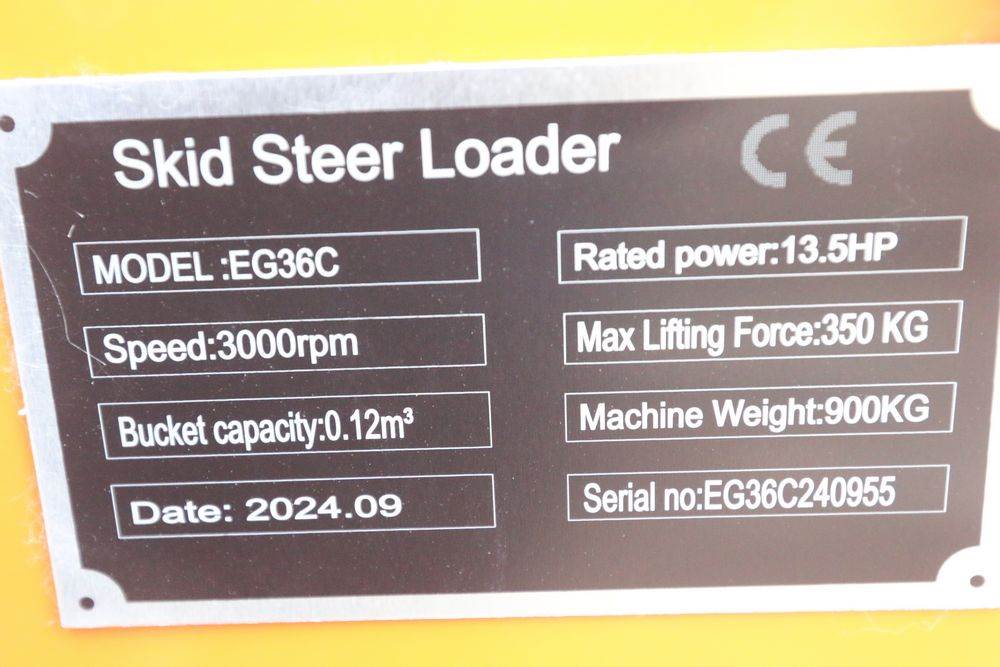 Skid Steer Loader CE
MODEL :EG36C
Rated power:13.5HP
Speed:3000rpm
Max Lifting Force:350 KG
Bucket capacity:0.12m³
Machine Weight:900KG
Date: 2024.09
Serial no:EG36C240955